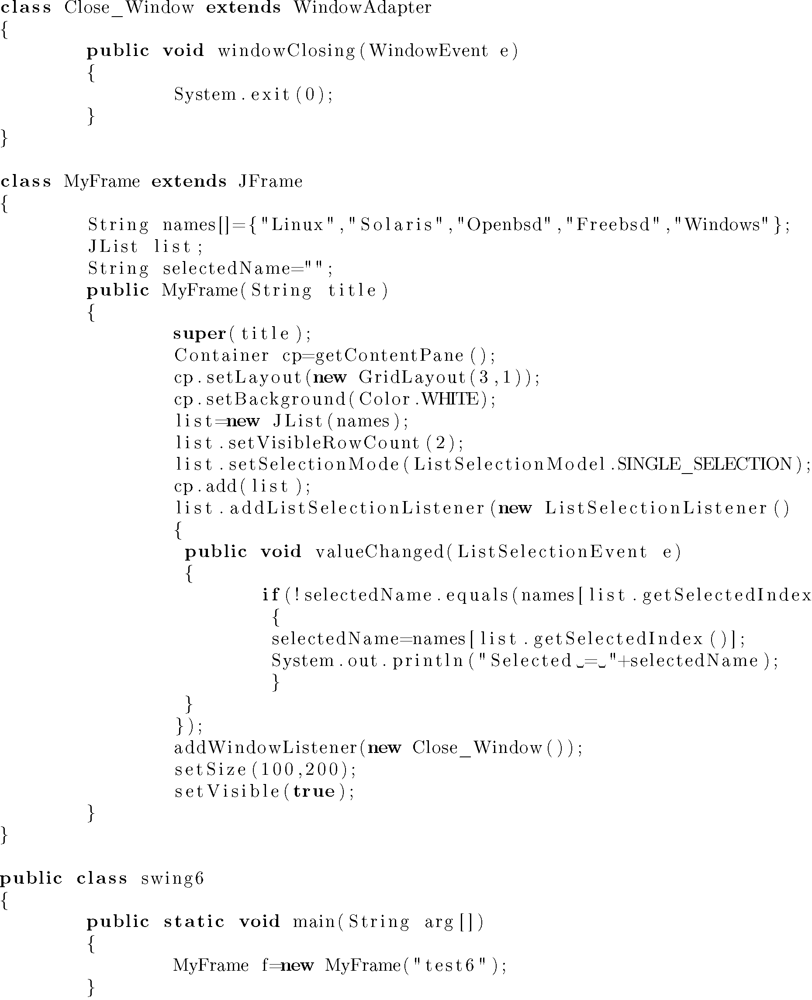 class Close_Window extends WindowAdapter
{
public void windowClosing(WindowEvent e)
{
System.exit(0);
}
}
class MyFrame extends JFrame
{
String names[]={"Linux","Solaris","Openbsd","Freebsd","Windows"};
JList list;
String selectedName="";
public MyFrame(String title)
{
super(title);
Container cp=getContentPane();
cp.setLayout(new GridLayout(3,1));
cp.setBackground(Color.WHITE);
list=new JList(names);
list.setVisibleRowCount(2);
list.setSelectionMode(ListSelectionModel.SINGLE_SELECTION);
cp.add(list);
list.addListSelectionListener(new ListSelectionListener()
{
public void valueChanged(ListSelectionEvent e)
{
if(!selectedName.equals(names[list.getSelectedIndex
{
selectedName=names[list.getSelectedIndex()];
System.out.println("Selected␣=␣"+selectedName);
}
}
});
addWindowListener(new Close_Window());
setSize(100,200);
setVisible(true);
}
}
public class swing6
{
public static void main(String arg[])
{
MyFrame f=new MyFrame("test6");
}